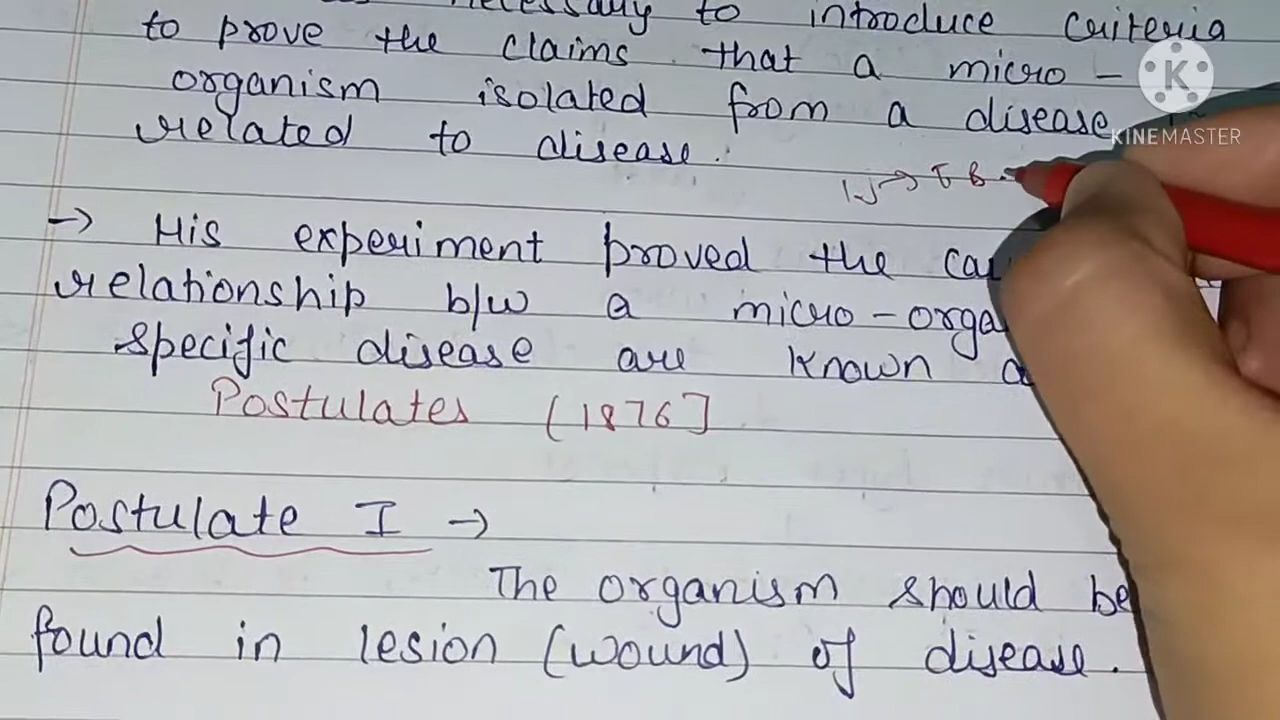 necessary to introduce criteria
to prove the claims that a micro -
organism isolated from a disease
related to disease.
→ His experiment proved the
relationship b/w a micro-orga
specific disease are known a
Postulates (1876]
Postulate I →
The organism should be
found in lesion (wound) of disease.
K
KINEMASTER